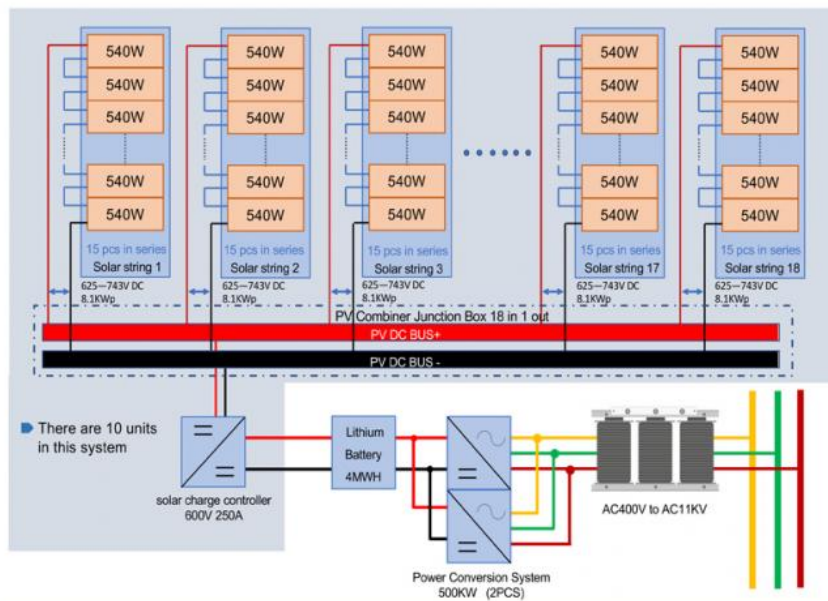 540W 540W 540W 540W 540W
540W 540W 540W 540W 540W
540W 540W 540W 540W 540W
540W 540W 540W 540W 540W
540W 540W 540W 540W 540W
15 pcs in series 15 pcs in series 15 pcs in series 15 pcs in series 15 pcs in series
Solar string 1 Solar string 2 Solar string 3 Solar string 17 Solar string 18
625—743V DC 625—743V DC 625—743V DC 625—743V DC 625—743V DC
8.1KWp 8.1KWp 8.1KWp 8.1KWp 8.1KWp
PV Combiner Junction Box 18 in 1 out
PV DC BUS+
PV DC BUS -
There are 10 units
in this system
solar charge controller
600V 250A
Lithium
Battery
4MWH
Power Conversion System
500KW (2PCS)
AC400V to AC11KV